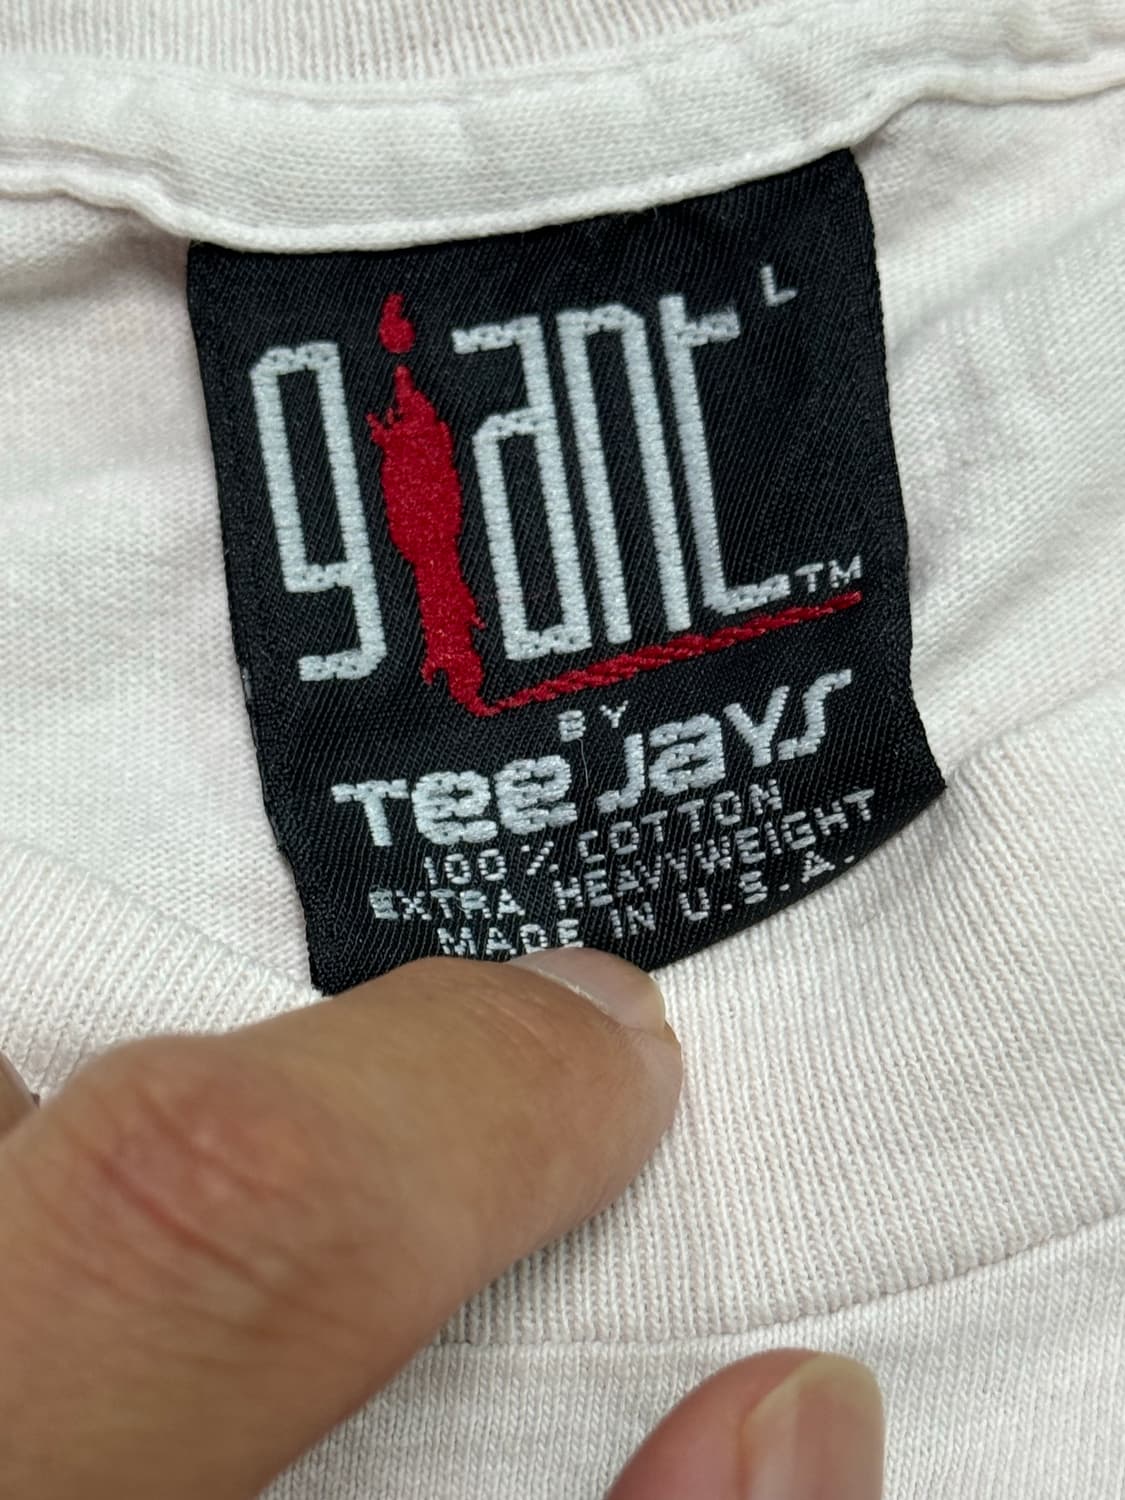 giant L
TM
BY
Tee Jays
100% COTTON
EXTRA HEAVYWEIGHT
MADE IN U.S.A.